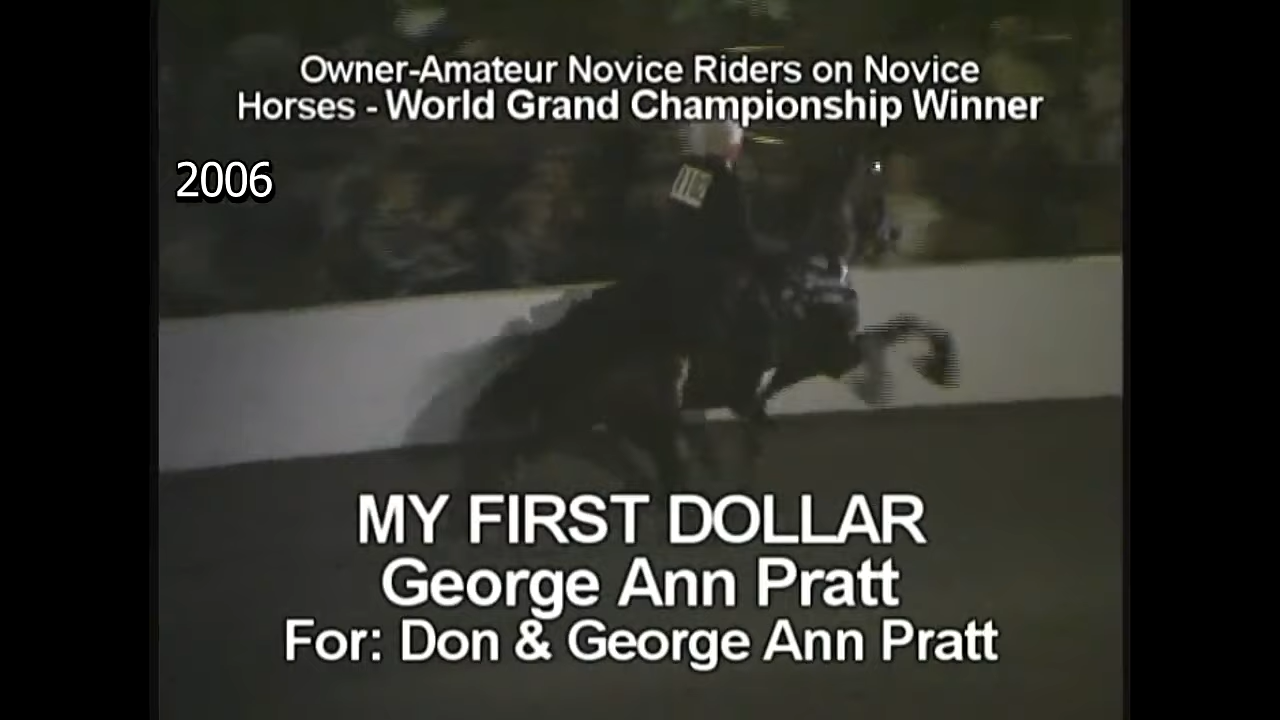 Owner-Amateur Novice Riders on Novice
Horses - World Grand Championship Winner
2006
MY FIRST DOLLAR
George Ann Pratt
For: Don & George Ann Pratt